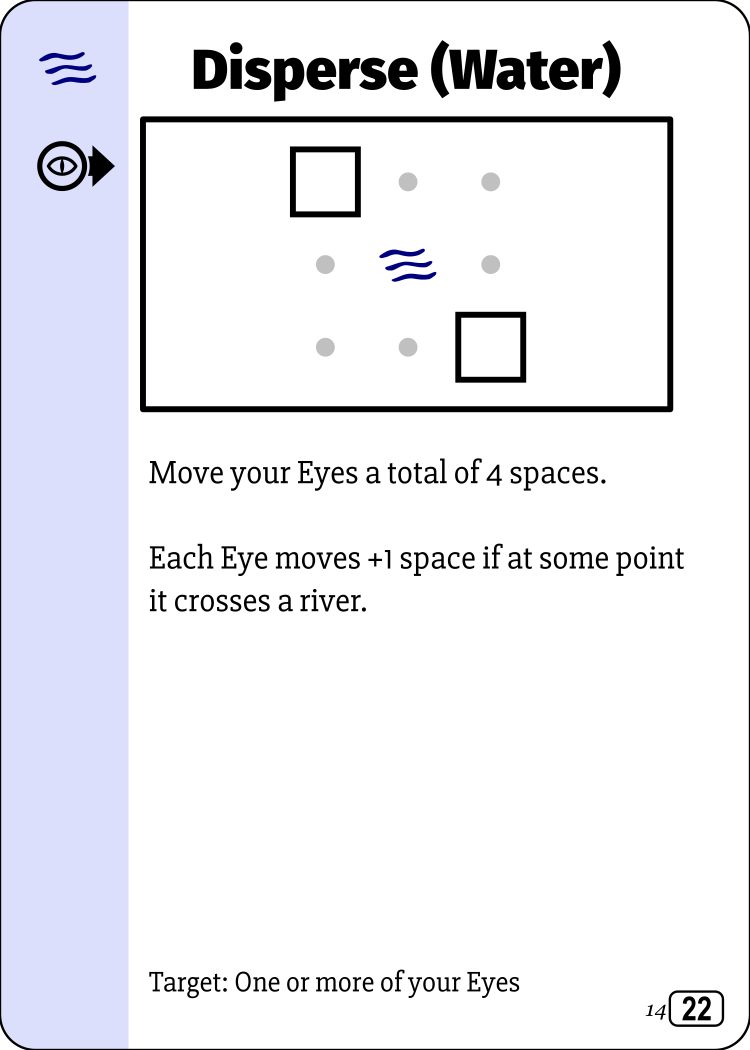 Disperse (Water)
Move your Eyes a total of 4 spaces.
Each Eye moves +1 space if at some point
it crosses a river.
Target: One or more of your Eyes
14 22